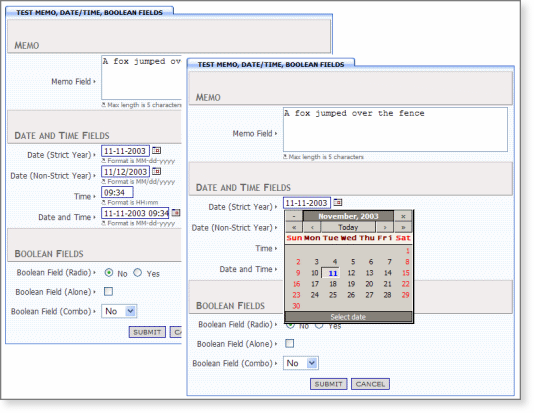 TEST MEMO, DATE/TIME, BOOLEAN FIELDS
MEMO
Memo Field
A fox jumped ov
Max length is 5 characters
DATE AND TIME FIELDS
Date (Strict Year) 11-11-2003
Format is MM-dd-yyyy
Date (Non-Strict Year) 11/12/2003
Format is MM/dd/yyyy
Time 09:34
Format is HH:mm
Date and Time 11-11-2003 09:34
Format is MM-dd-yyyy
BOOLEAN FIELDS
Boolean Field (Radio) No Yes
Boolean Field (Alone)
Boolean Field (Combo) No
SUBMIT CA
TEST MEMO, DATE/TIME, BOOLEAN FIELDS
MEMO
A fox jumped over the fence
Memo Field
Max length is 5 characters
DATE AND TIME FIELDS
Date (Strict Year) 11-11-2003
Date (Non-Strict Year)
Time
Date and Time
- November, 2003 ×
« ‹ Today › »
Sun Mon Tue Wed Thu Fri Sat
1
2 3 4 5 6 7 8
9 10 11 12 13 14 15
16 17 18 19 20 21 22
23 24 25 26 27 28 29
30
Select date
BOOLEAN FIELDS
Boolean Field (Radio) No Yes
Boolean Field (Alone)
Boolean Field (Combo) No
SUBMIT CANCEL